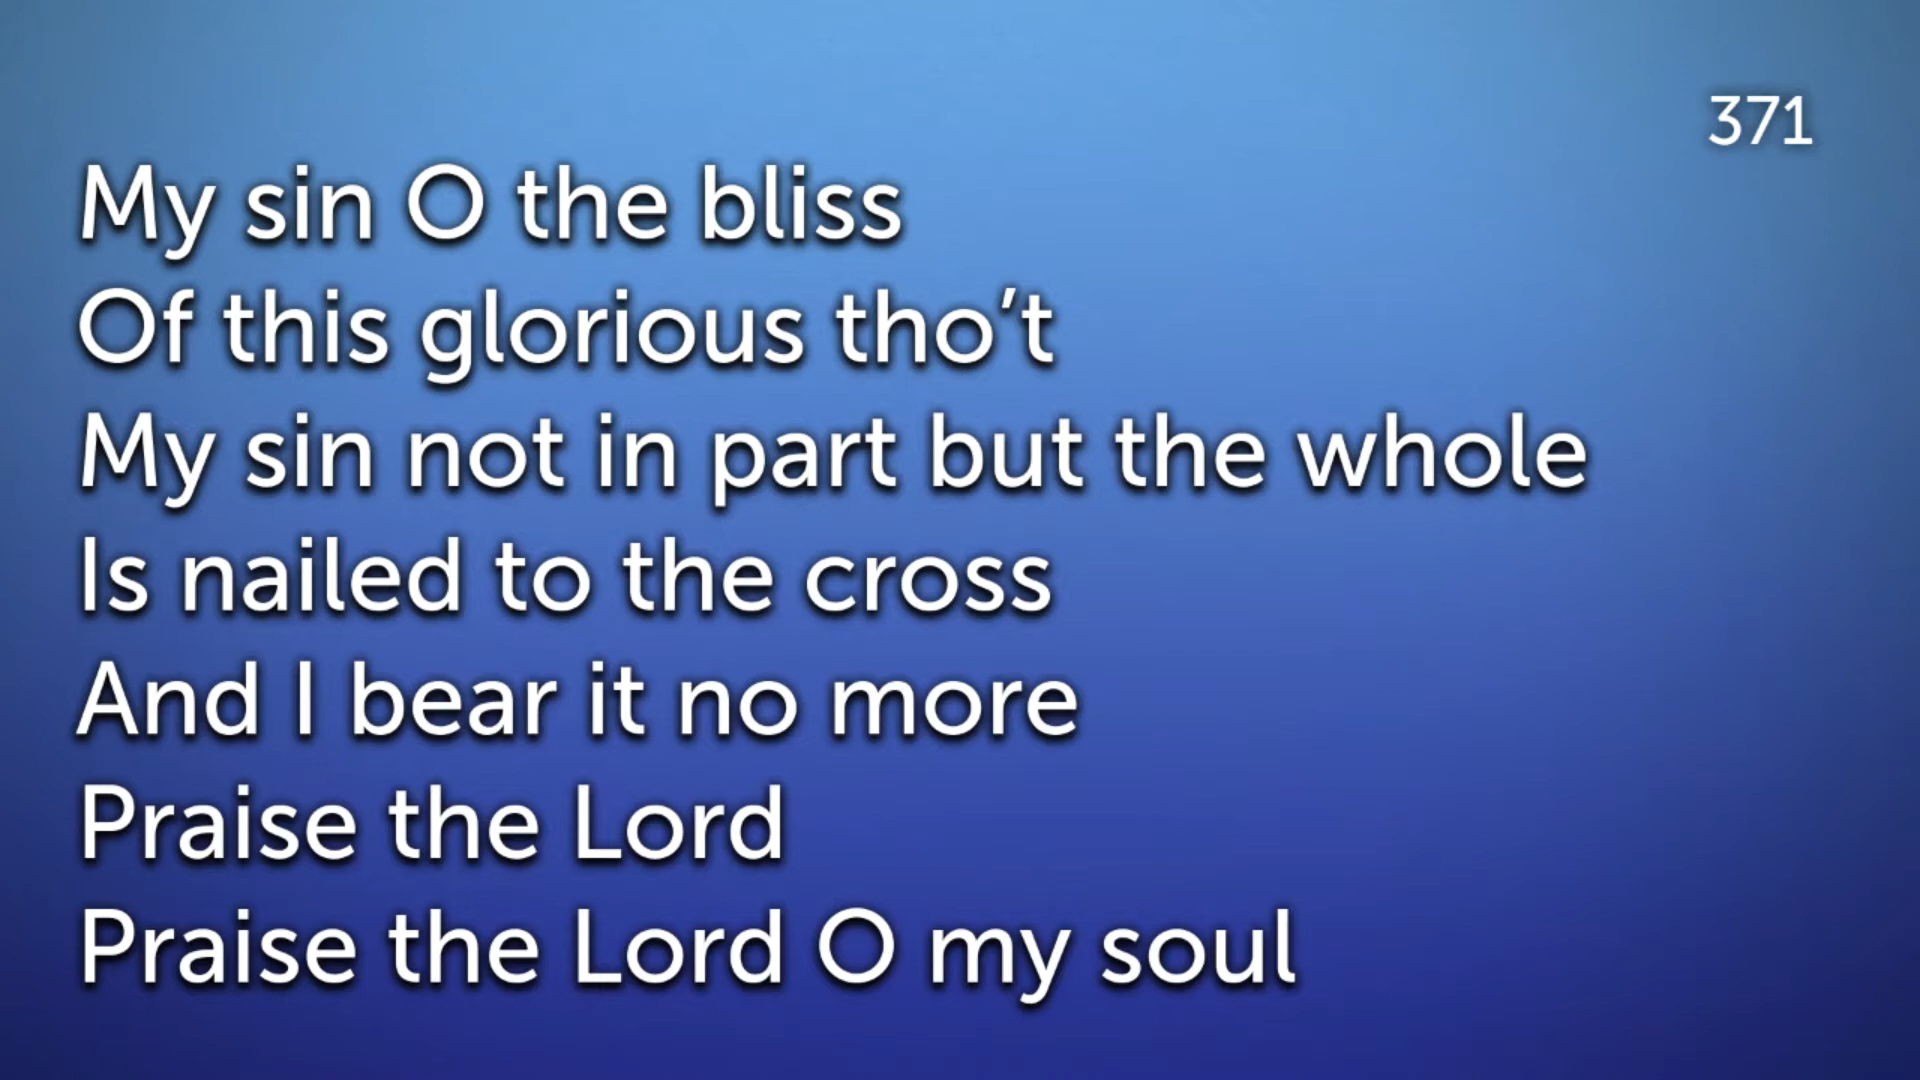 371
My sin O the bliss
Of this glorious tho’t
My sin not in part but the whole
Is nailed to the cross
And I bear it no more
Praise the Lord
Praise the Lord O my soul